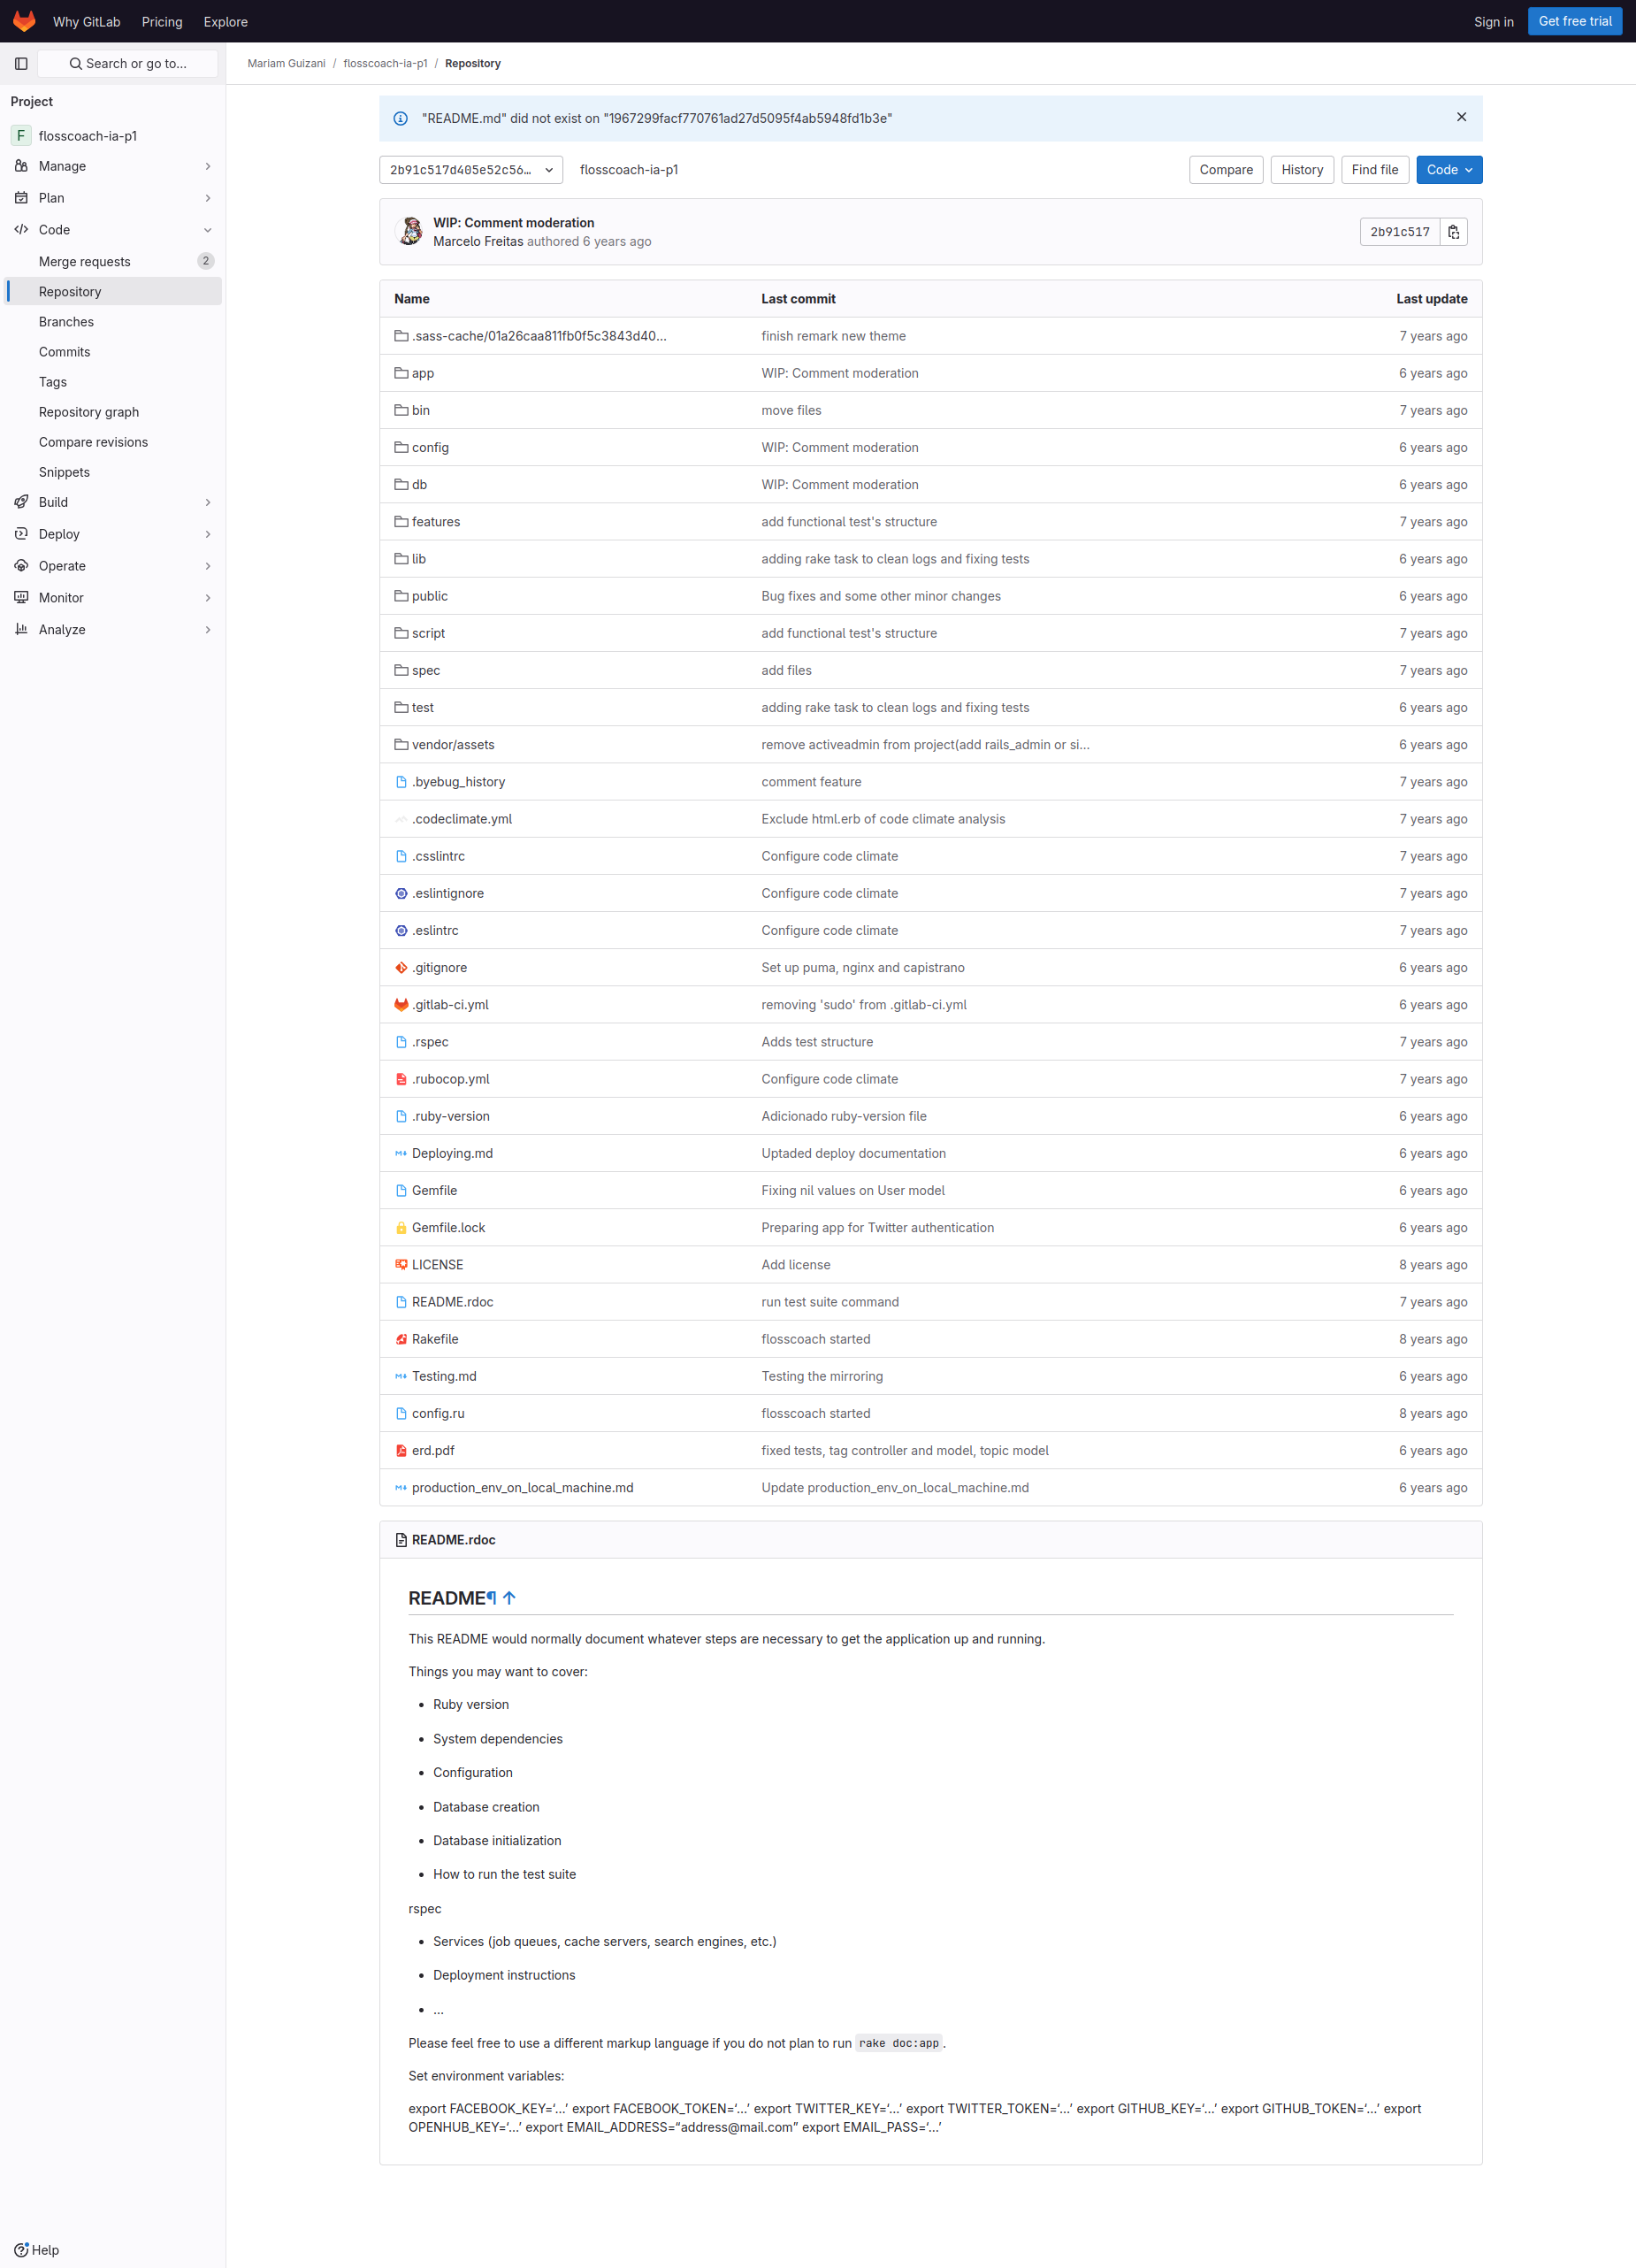 Why GitLab Pricing Explore Sign in Get free trial
Search or go to...
Mariam Guizani / flosscoach-ia-p1 / Repository
Project
F flosscoach-ia-p1
Manage
Plan
Code
Merge requests 2
Repository
Branches
Commits
Tags
Repository graph
Compare revisions
Snippets
Build
Deploy
Operate
Monitor
Analyze
Help
"README.md" did not exist on "1967299facf770761ad27d5095f4ab5948fd1b3e"
2b91c517d405e52c56… flosscoach-ia-p1 Compare History Find file Code
WIP: Comment moderation
Marcelo Freitas authored 6 years ago
2b91c517
Name Last commit Last update
.sass-cache/01a26caa811fb0f5c3843d40... finish remark new theme 7 years ago
app WIP: Comment moderation 6 years ago
bin move files 7 years ago
config WIP: Comment moderation 6 years ago
db WIP: Comment moderation 6 years ago
features add functional test's structure 7 years ago
lib adding rake task to clean logs and fixing tests 6 years ago
public Bug fixes and some other minor changes 6 years ago
script add functional test's structure 7 years ago
spec add files 7 years ago
test adding rake task to clean logs and fixing tests 6 years ago
vendor/assets remove activeadmin from project(add rails_admin or si... 6 years ago
.byebug_history comment feature 7 years ago
.codeclimate.yml Exclude html.erb of code climate analysis 7 years ago
.csslintrc Configure code climate 7 years ago
.eslintignore Configure code climate 7 years ago
.eslintrc Configure code climate 7 years ago
.gitignore Set up puma, nginx and capistrano 6 years ago
.gitlab-ci.yml removing 'sudo' from .gitlab-ci.yml 6 years ago
.rspec Adds test structure 7 years ago
.rubocop.yml Configure code climate 7 years ago
.ruby-version Adicionado ruby-version file 6 years ago
Deploying.md Uptaded deploy documentation 6 years ago
Gemfile Fixing nil values on User model 6 years ago
Gemfile.lock Preparing app for Twitter authentication 6 years ago
LICENSE Add license 8 years ago
README.rdoc run test suite command 7 years ago
Rakefile flosscoach started 8 years ago
Testing.md Testing the mirroring 6 years ago
config.ru flosscoach started 8 years ago
erd.pdf fixed tests, tag controller and model, topic model 6 years ago
production_env_on_local_machine.md Update production_env_on_local_machine.md 6 years ago
README.rdoc
README¶ ↑
This README would normally document whatever steps are necessary to get the application up and running.
Things you may want to cover:
• Ruby version
• System dependencies
• Configuration
• Database creation
• Database initialization
• How to run the test suite
rspec
• Services (job queues, cache servers, search engines, etc.)
• Deployment instructions
• …
Please feel free to use a different markup language if you do not plan to run rake doc:app.
Set environment variables:
export FACEBOOK_KEY=‘…’ export FACEBOOK_TOKEN=‘…’ export TWITTER_KEY=‘…’ export TWITTER_TOKEN=‘…’ export GITHUB_KEY=‘…’ export GITHUB_TOKEN=‘…’ export
OPENHUB_KEY=‘…’ export EMAIL_ADDRESS=“address@mail.com” export EMAIL_PASS=‘…’